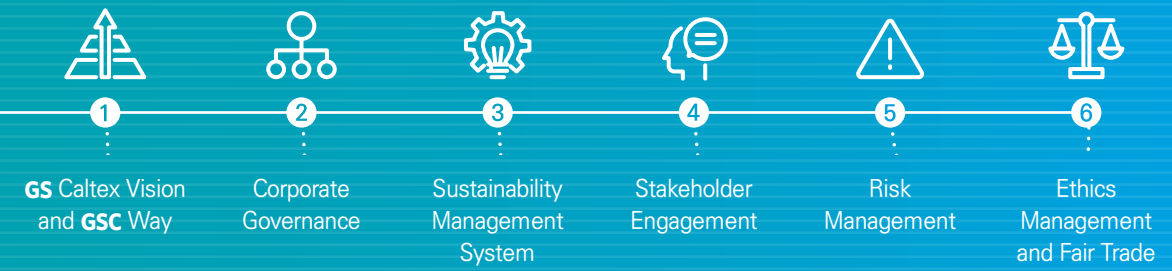 1
2
3
4
5
6
GS Caltex Vision
and GSC Way
Corporate
Governance
Sustainability
Management
System
Stakeholder
Engagement
Risk
Management
Ethics
Management
and Fair Trade